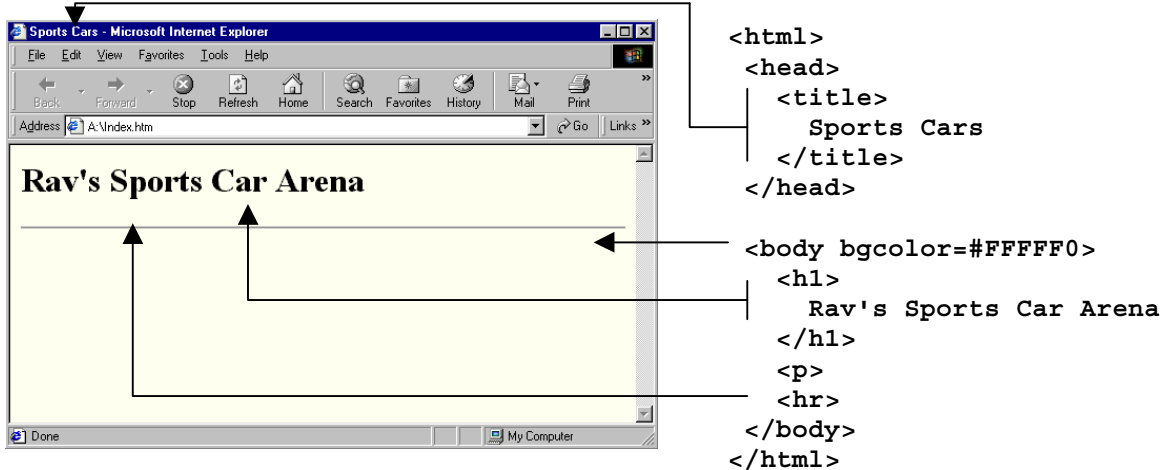 Sports Cars - Microsoft Internet Explorer
File Edit View Favorites Tools Help
Back Forward Stop Refresh Home Search Favorites History Mail Print »
Address A:\Index.htm Go Links »
Rav's Sports Car Arena
Done My Computer
<html>
<head>
<title>
Sports Cars
</title>
</head>
<body bgcolor=#FFFFF0>
<h1>
Rav's Sports Car Arena
</h1>
<p>
<hr>
</body>
</html>